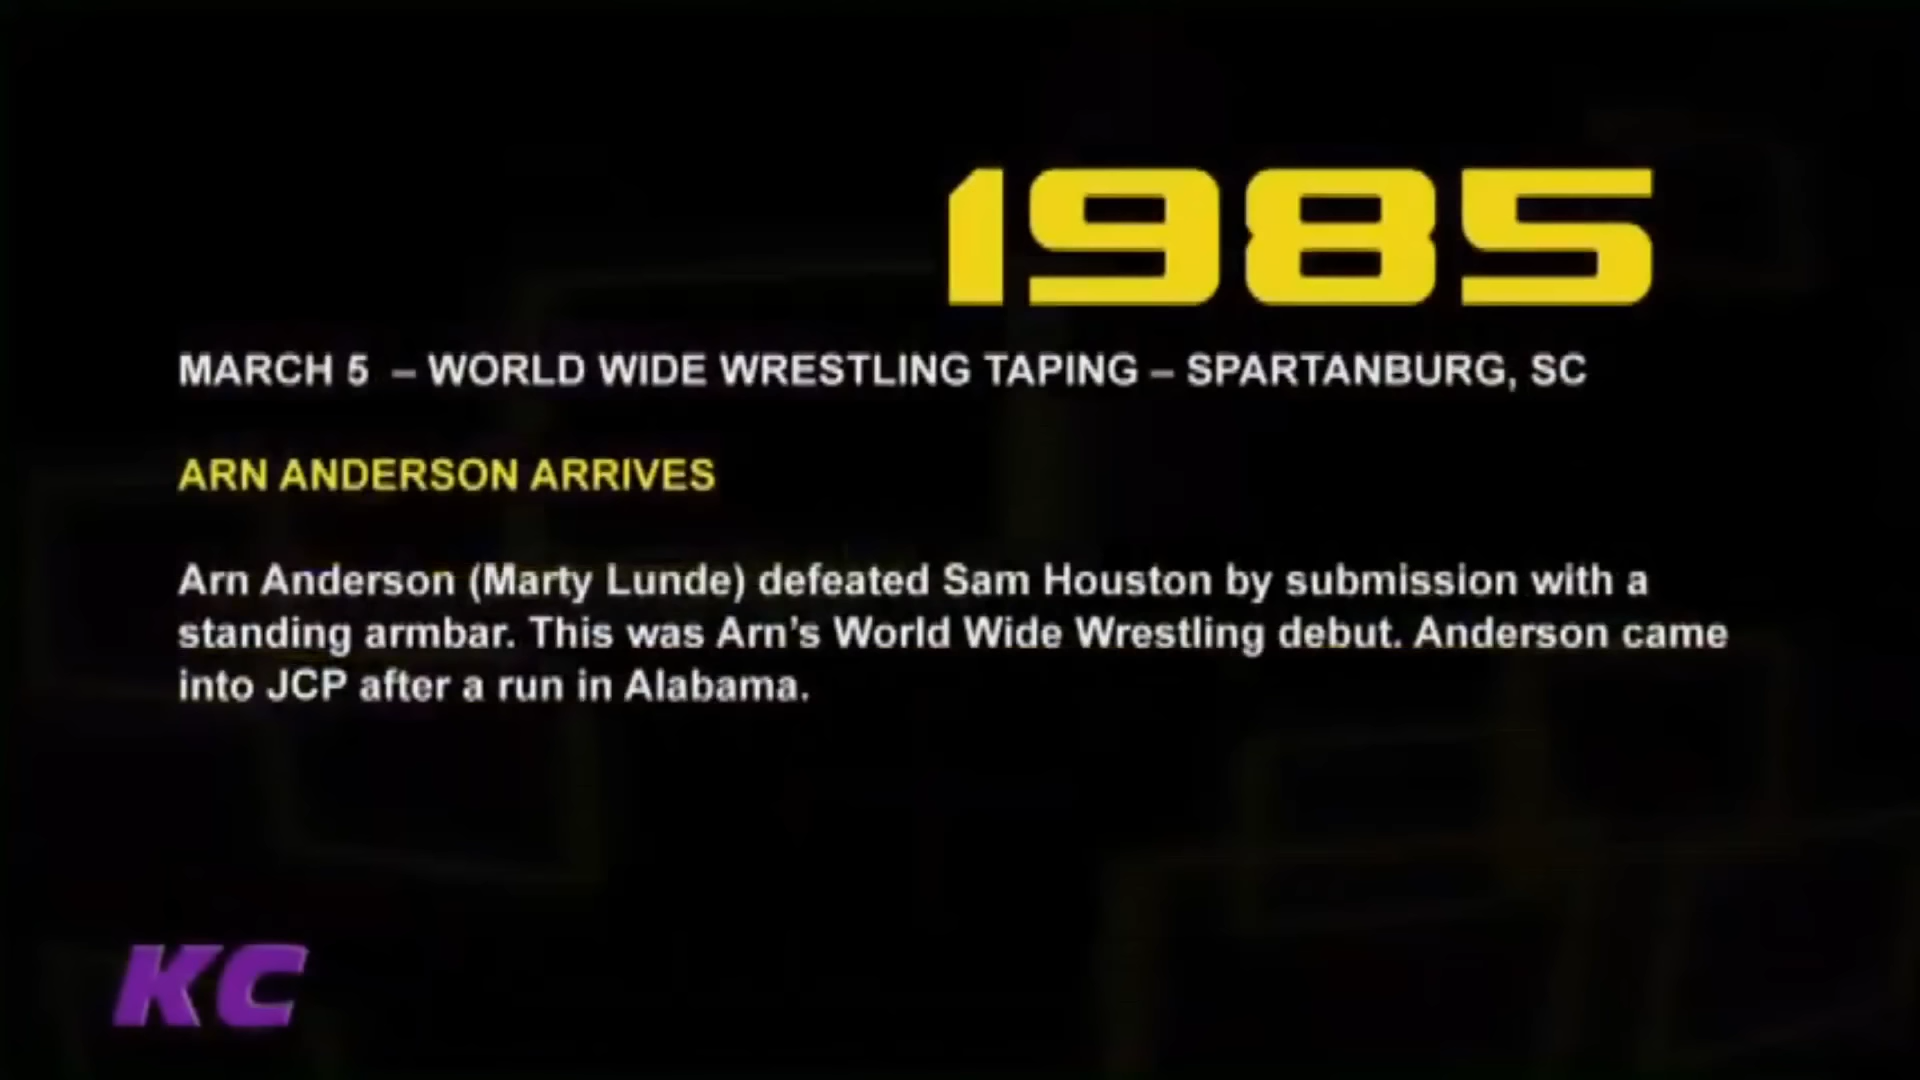 1985
MARCH 5 – WORLD WIDE WRESTLING TAPING – SPARTANBURG, SC
ARN ANDERSON ARRIVES
Arn Anderson (Marty Lunde) defeated Sam Houston by submission with a
standing armbar. This was Arn's World Wide Wrestling debut. Anderson came
into JCP after a run in Alabama.
KC